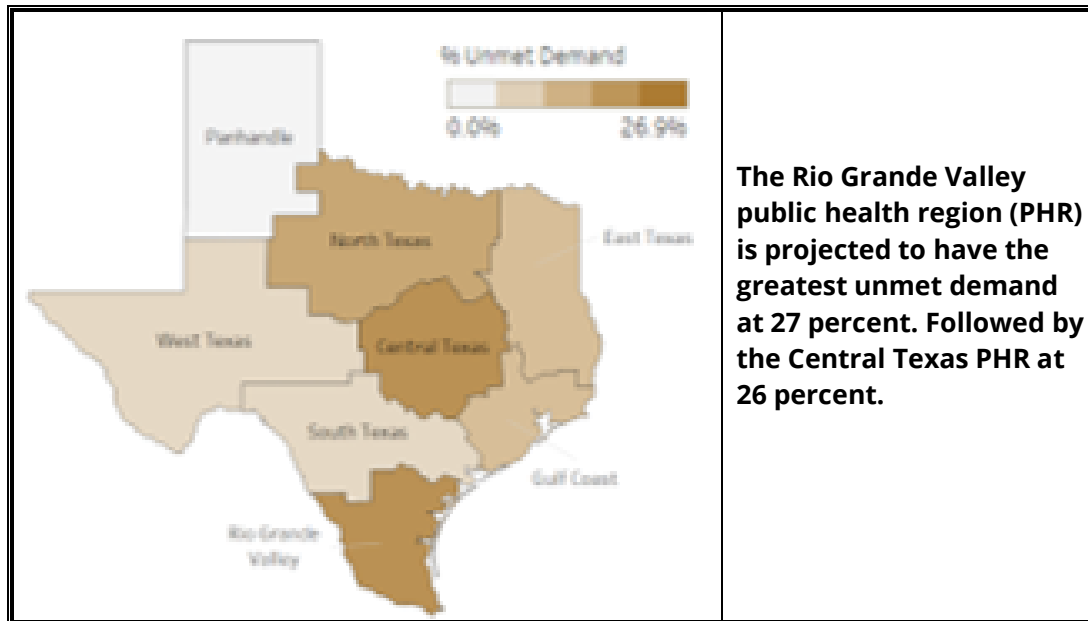 % Unmet Demand
0.0% 26.9%
Panhandle
North Texas
East Texas
West Texas
Central Texas
South Texas
Gulf Coast
Rio Grande
Valley
The Rio Grande Valley
public health region (PHR)
is projected to have the
greatest unmet demand
at 27 percent. Followed by
the Central Texas PHR at
26 percent.